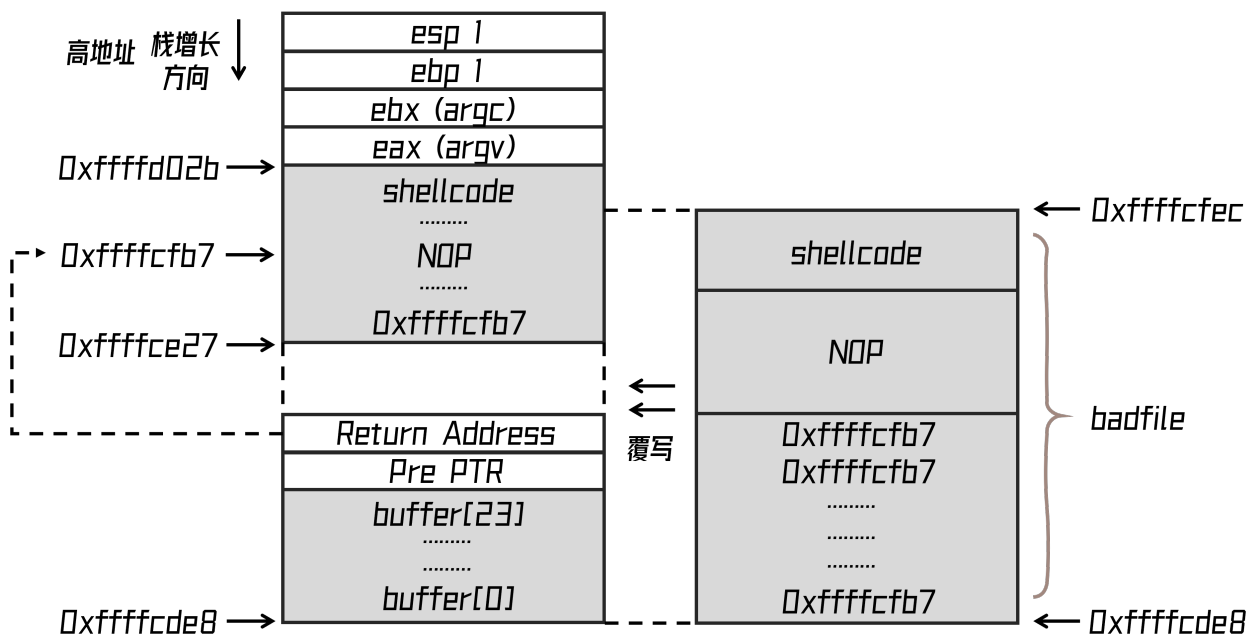 高地址
栈增长
方向
esp 1
ebp 1
ebx (argc)
eax (argv)
0xffffd02b
shellcode
.........
0xffffcfb7
NOP
.........
0xffffcfb7
0xffffce27
Return Address
Pre PTR
buffer[23]
.........
.........
buffer[0]
0xffffcde8
覆写
0xffffcfec
shellcode
NOP
badfile
0xffffcfb7
0xffffcfb7
.........
.........
.........
0xffffcfb7
0xffffcde8